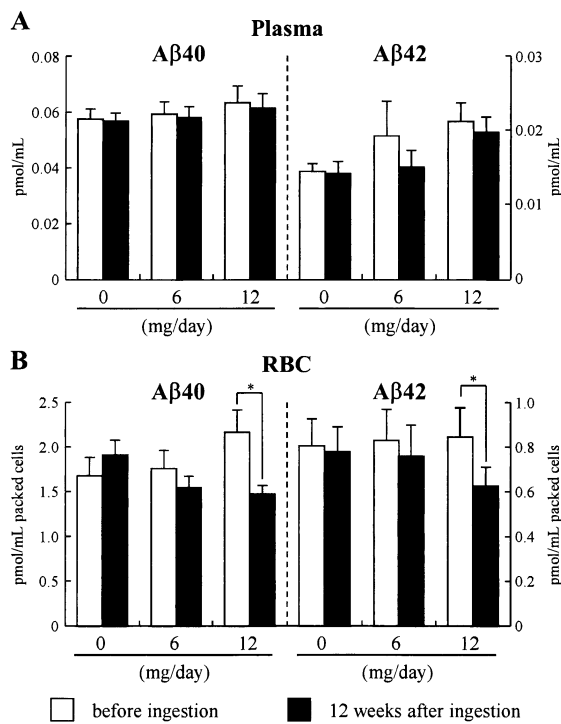 A
Plasma
Aβ40
Aβ42
0.08
0.06
0.04
0.02
0
pmol/mL
0.03
0.02
0.01
0
pmol/mL
0 6 12 0 6 12
(mg/day) (mg/day)
B
RBC
Aβ40
Aβ42
2.5
2.0
1.5
1.0
0.5
0
pmol/mL packed cells
1.0
0.8
0.6
0.4
0.2
0
pmol/mL packed cells
* *
0 6 12 0 6 12
(mg/day) (mg/day)
before ingestion 12 weeks after ingestion